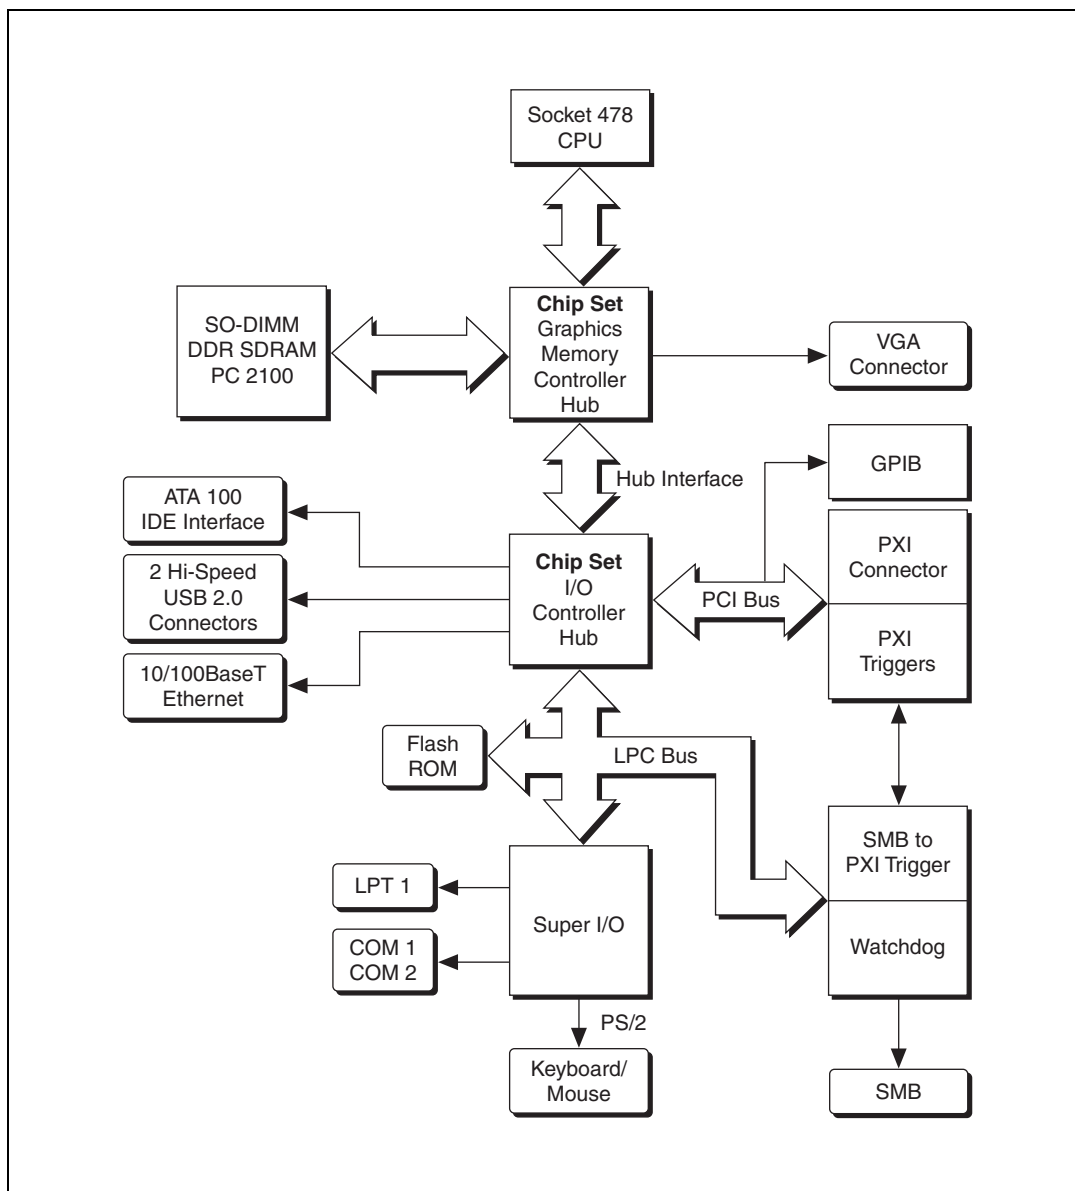 Socket 478
CPU
SO-DIMM
DDR SDRAM
PC 2100
Chip Set
Graphics
Memory
Controller
Hub
VGA
Connector
Hub Interface
GPIB
ATA 100
IDE Interface
2 Hi-Speed
USB 2.0
Connectors
10/100BaseT
Ethernet
Chip Set
I/O
Controller
Hub
PCI Bus
PXI
Connector
PXI
Triggers
Flash
ROM
LPC Bus
SMB to
PXI Trigger
Watchdog
LPT 1
COM 1
COM 2
Super I/O
PS/2
Keyboard/
Mouse
SMB